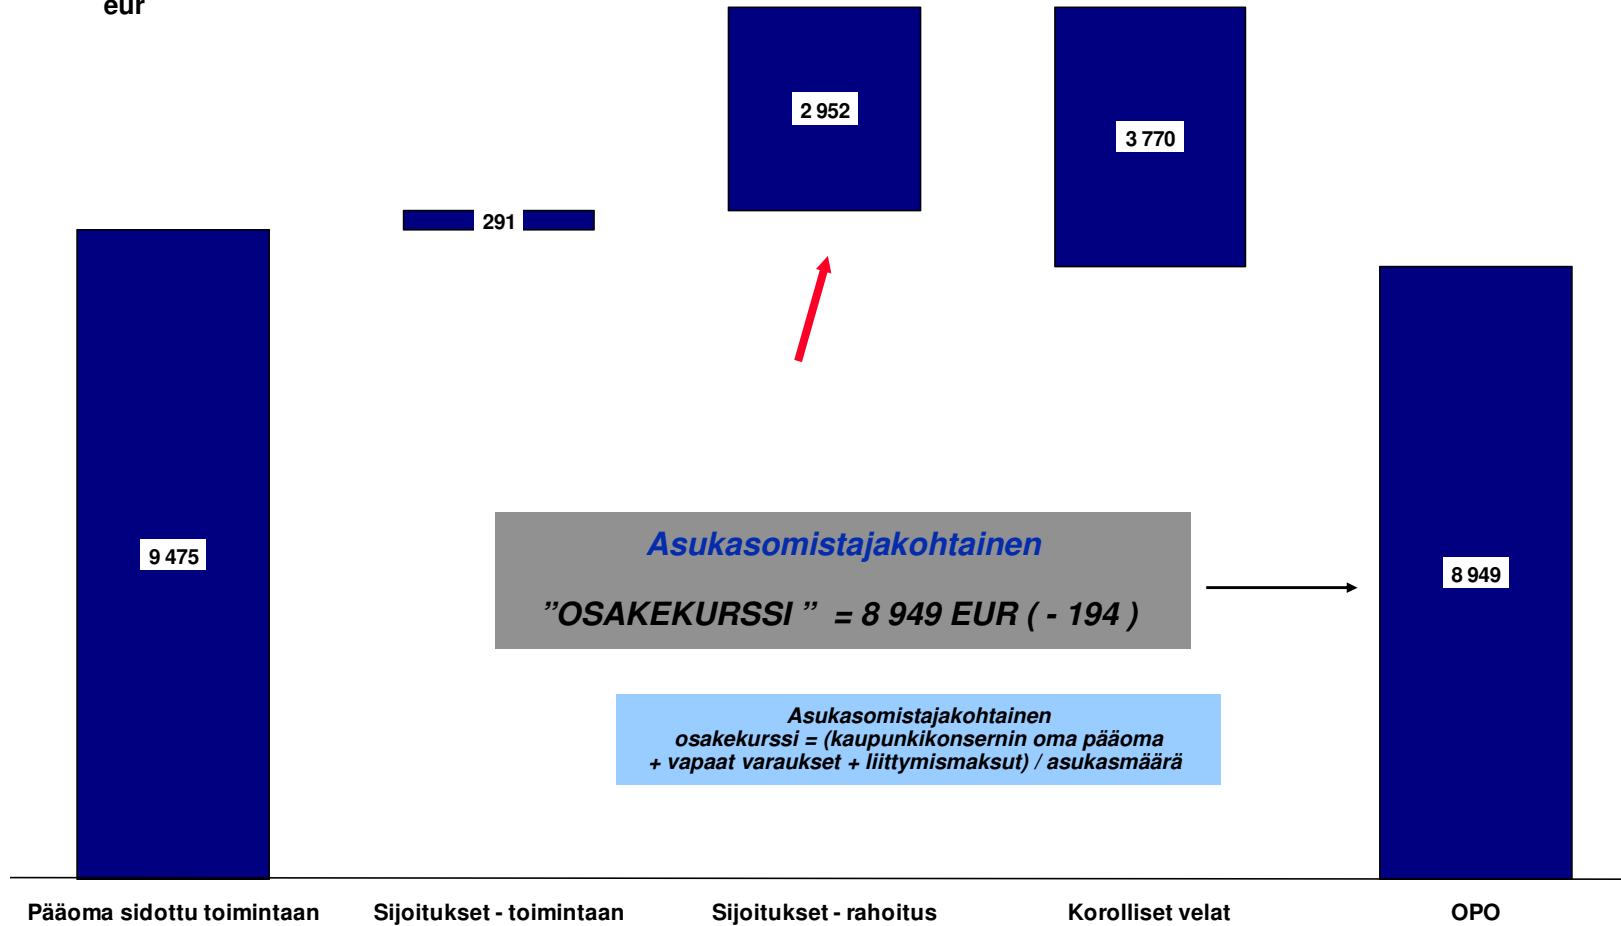 eur
2 952
3 770
291
9 475
8 949
Asukasomistajakohtainen
”OSAKEKURSSI ” = 8 949 EUR ( - 194 )
Asukasomistajakohtainen
osakekurssi = (kaupunkikonsernin oma pääoma
+ vapaat varaukset + liittymismaksut) / asukasmäärä
Pääoma sidottu toimintaan
Sijoitukset - toimintaan
Sijoitukset - rahoitus
Korolliset velat
OPO